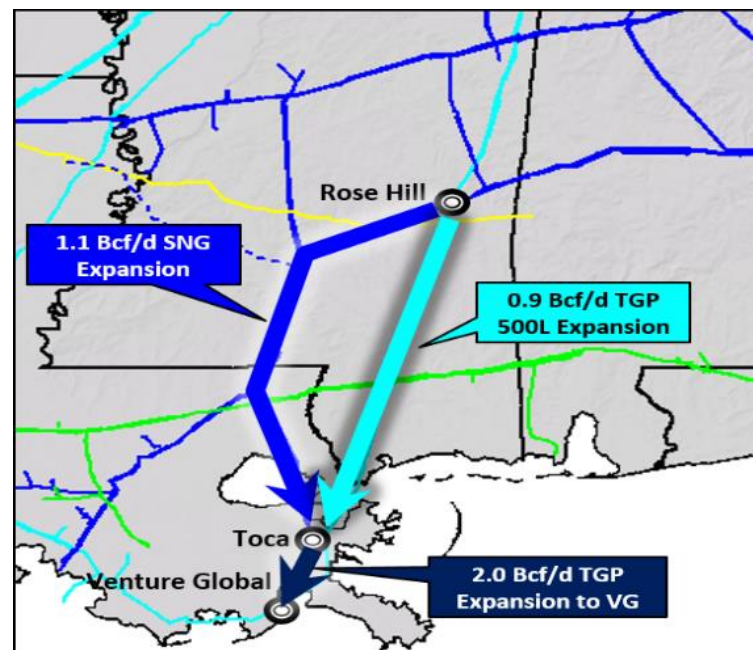 Rose Hill
1.1 Bcf/d SNG
Expansion
0.9 Bcf/d TGP
500L Expansion
Toca
Venture Global
2.0 Bcf/d TGP
Expansion to VG